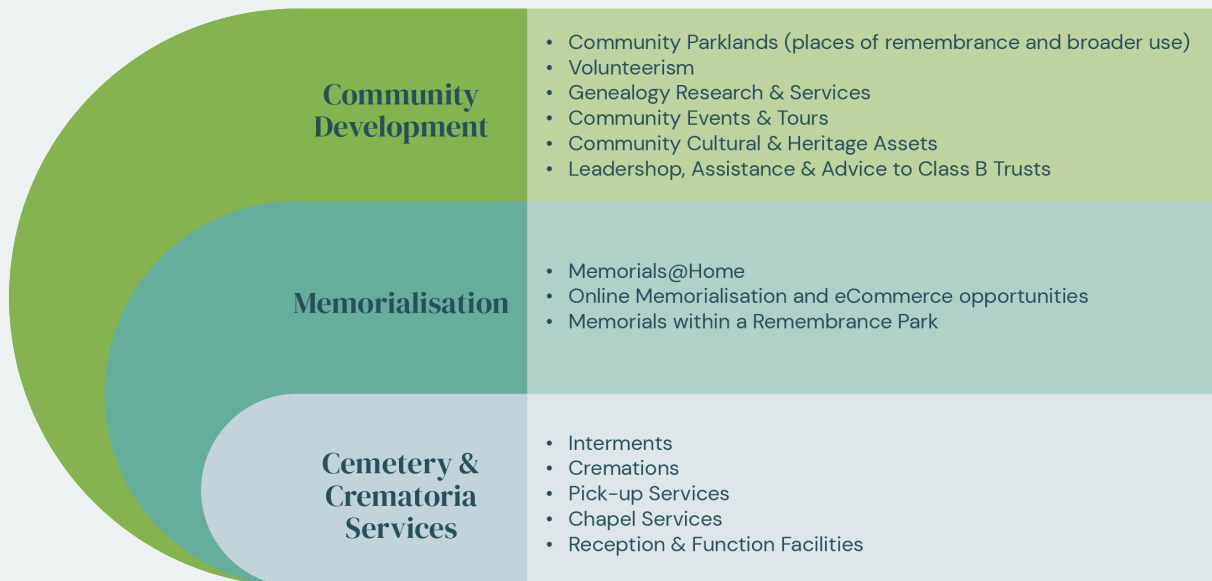 Community
Development
• Community Parklands (places of remembrance and broader use)
• Volunteerism
• Genealogy Research & Services
• Community Events & Tours
• Community Cultural & Heritage Assets
• Leadershop, Assistance & Advice to Class B Trusts
Memorialisation
• Memorials@Home
• Online Memorialisation and eCommerce opportunities
• Memorials within a Remembrance Park
Cemetery &
Crematoria
Services
• Interments
• Cremations
• Pick-up Services
• Chapel Services
• Reception & Function Facilities